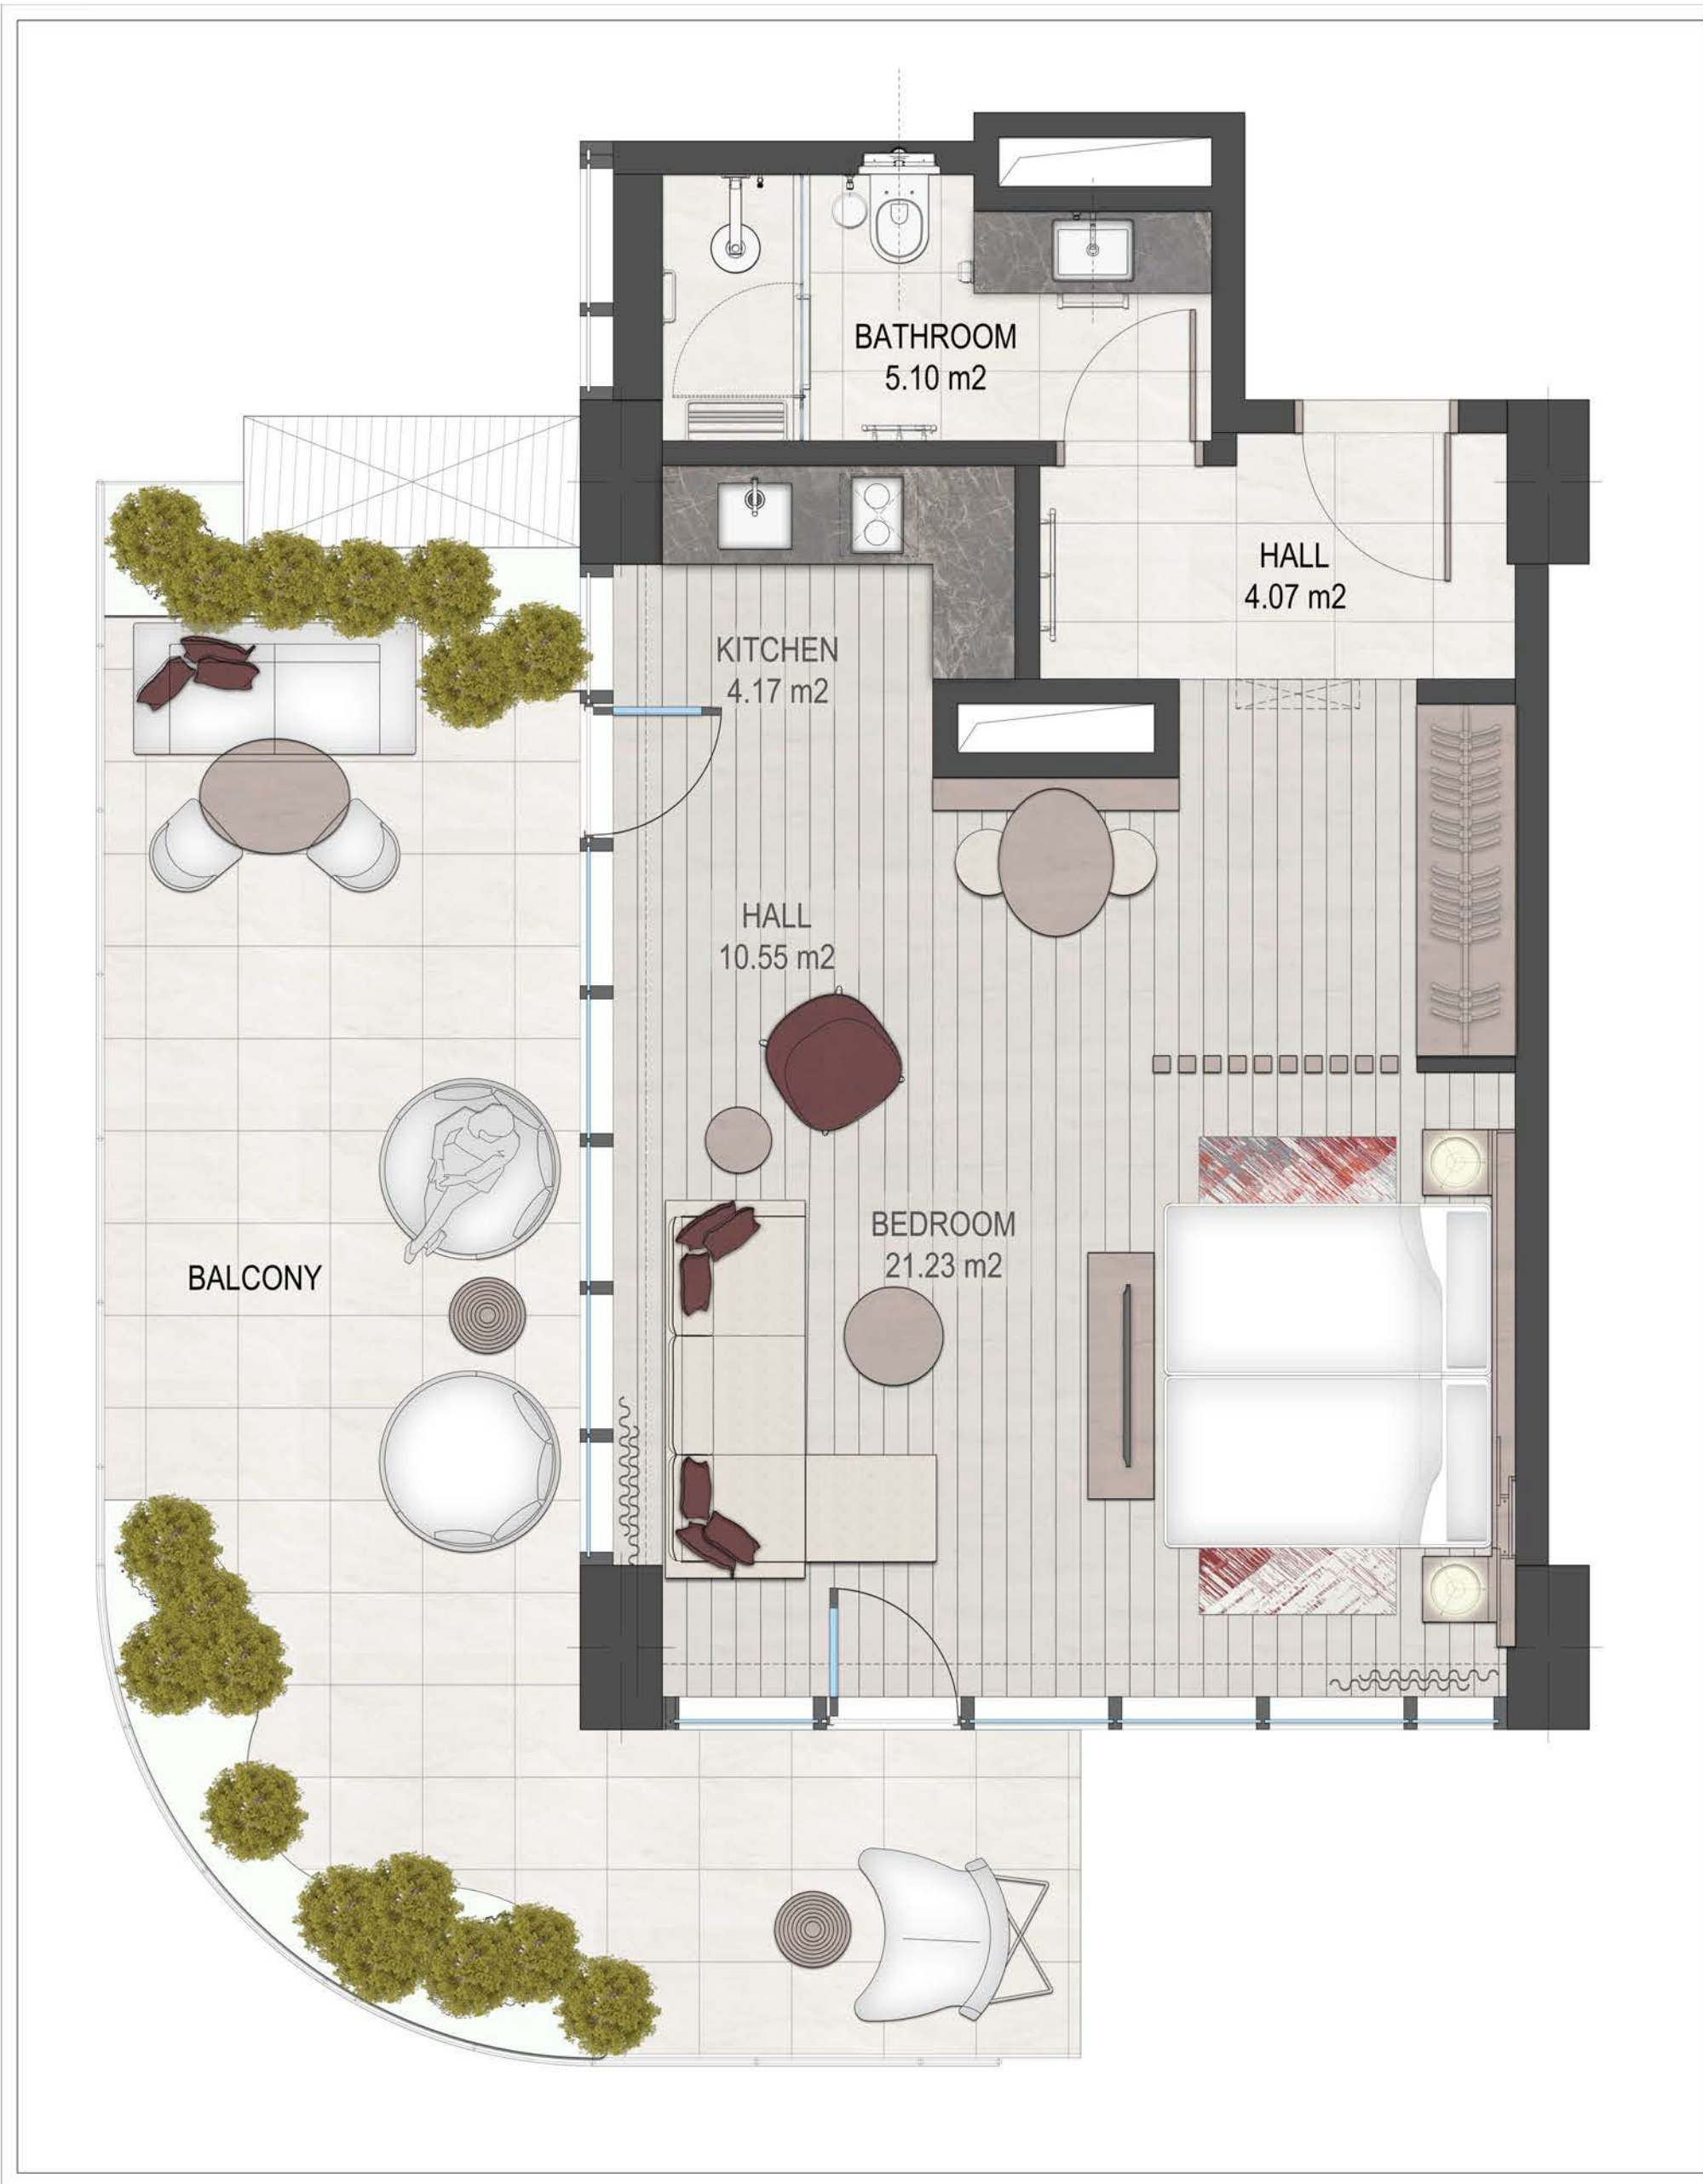 BATHROOM
5.10 m2
HALL
4.07 m2
KITCHEN
4.17 m2
HALL
10.55 m2
BEDROOM
21.23 m2
BALCONY